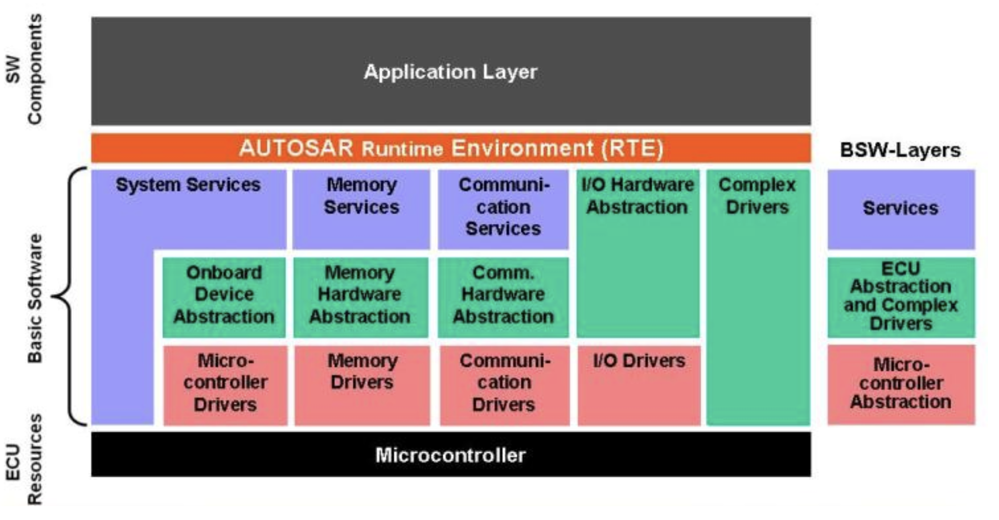 SW
Components
Application Layer
AUTOSAR Runtime Environment (RTE)
BSW-Layers
Basic Software
System Services
Memory
Services
Communi-
cation
Services
I/O Hardware
Abstraction
Complex
Drivers
Services
Onboard
Device
Abstraction
Memory
Hardware
Abstraction
Comm.
Hardware
Abstraction
ECU
Abstraction
and Complex
Drivers
Micro-
controller
Drivers
Memory
Drivers
Communi-
cation
Drivers
I/O Drivers
Micro-
controller
Abstraction
ECU
Resources
Microcontroller